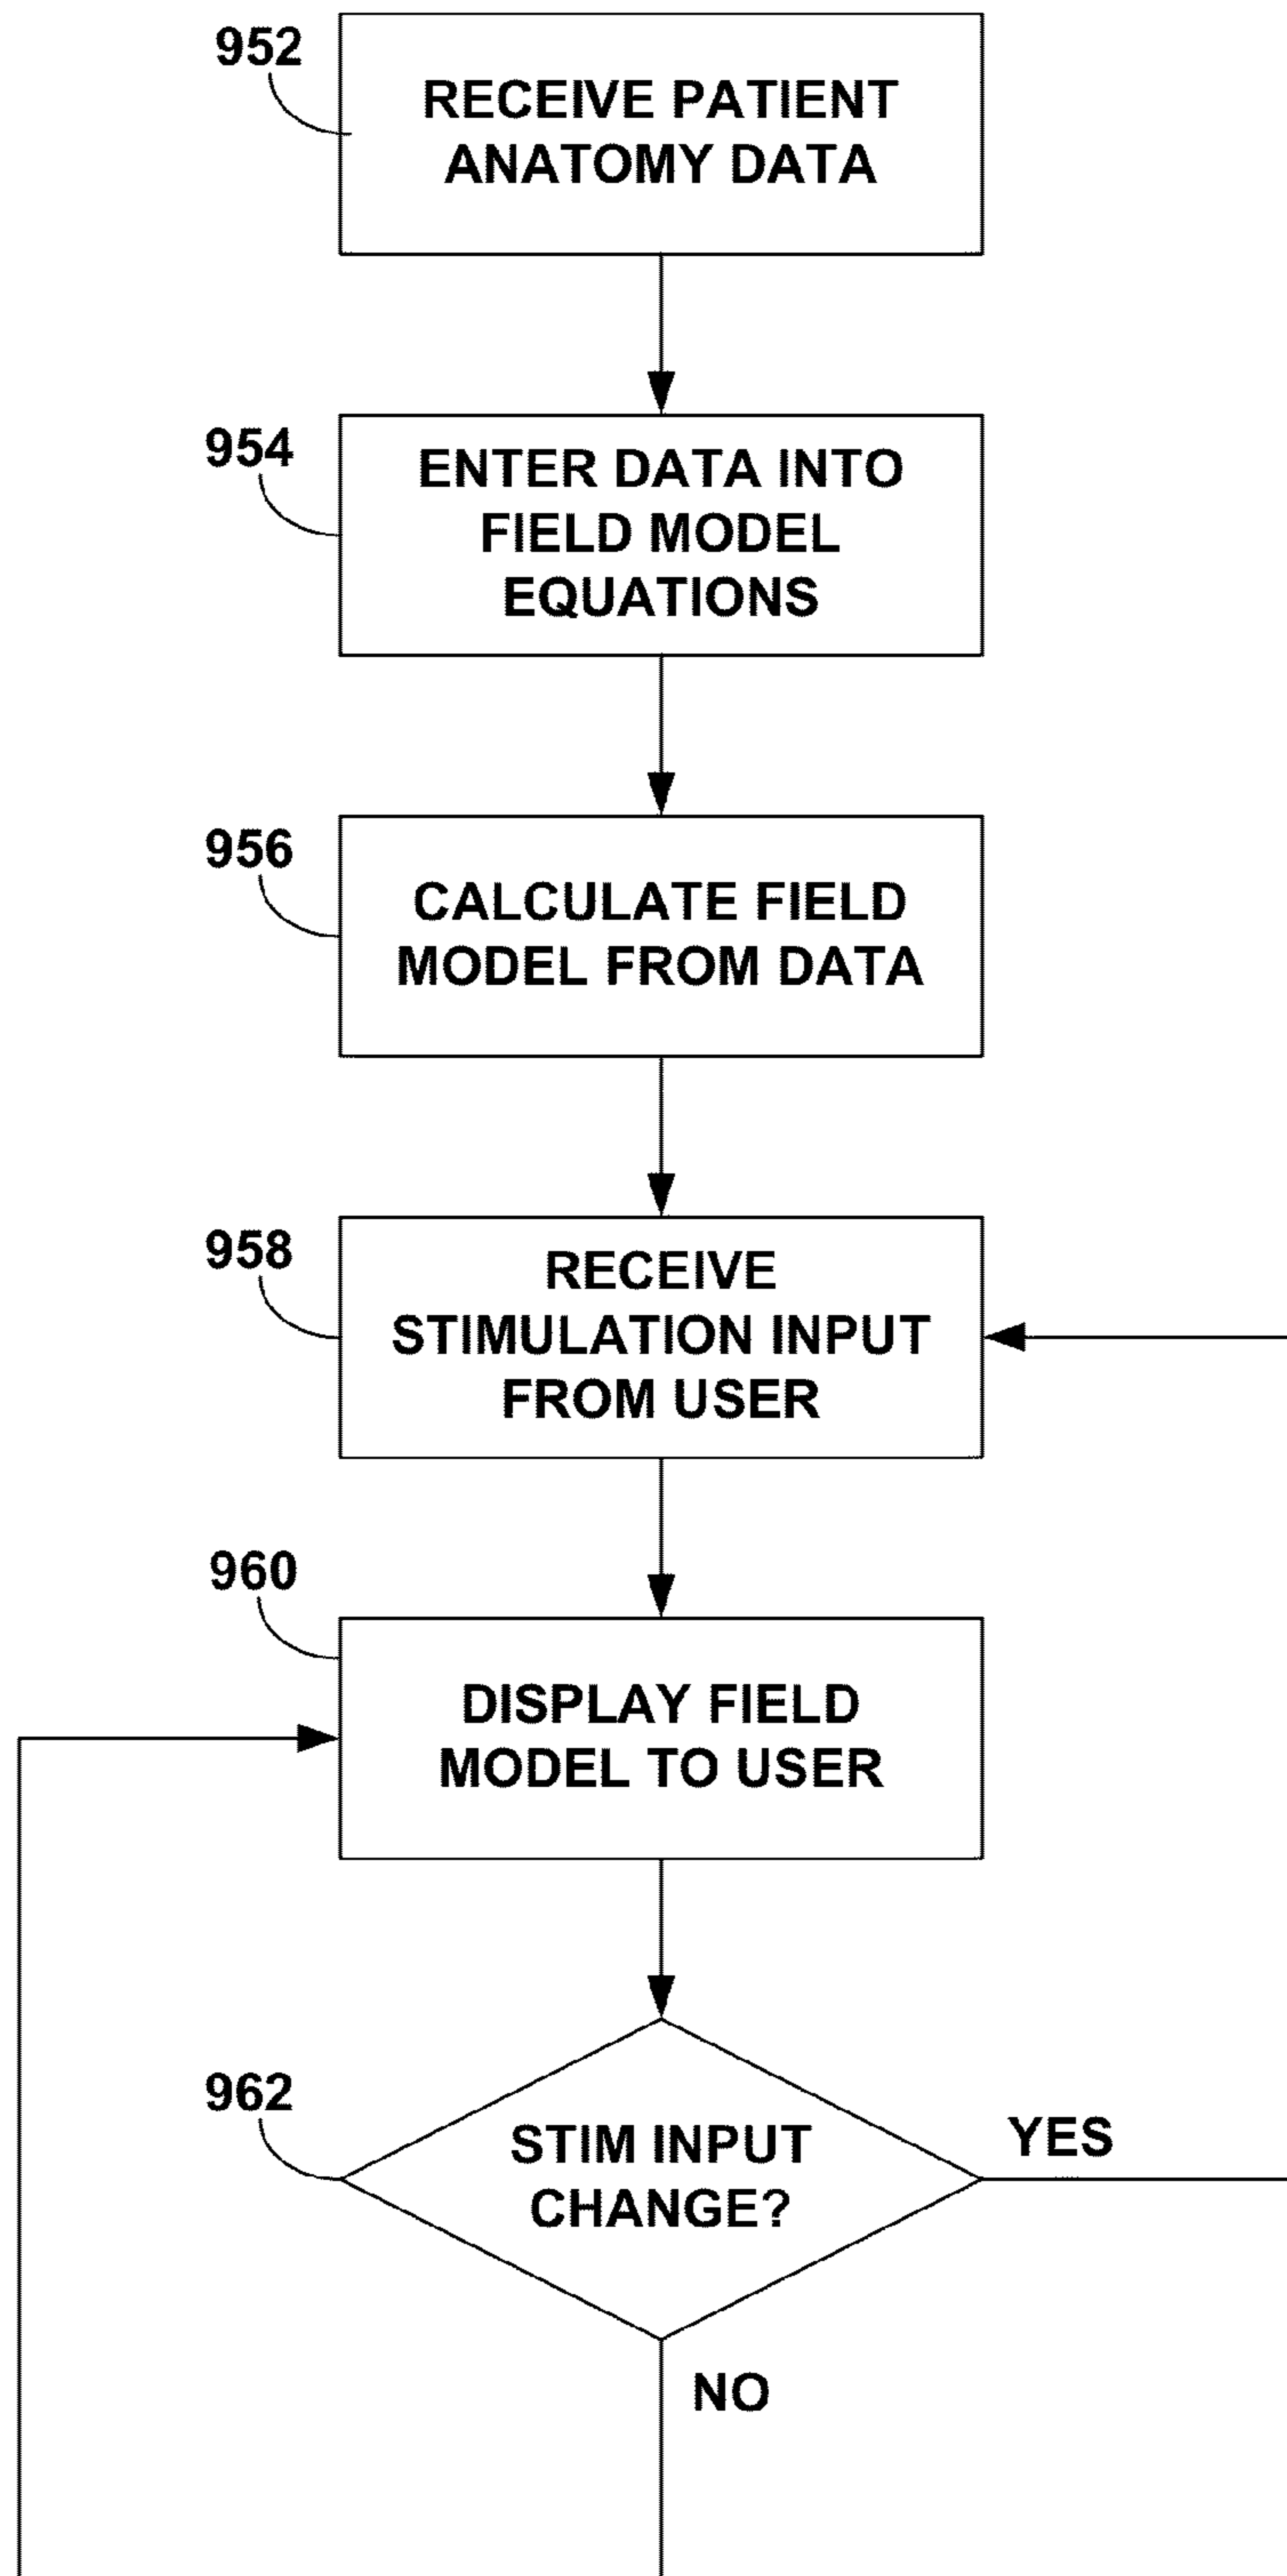 952
RECEIVE PATIENT
ANATOMY DATA
954
ENTER DATA INTO
FIELD MODEL
EQUATIONS
956
CALCULATE FIELD
MODEL FROM DATA
958
RECEIVE
STIMULATION INPUT
FROM USER
960
DISPLAY FIELD
MODEL TO USER
962
STIM INPUT
CHANGE?
YES
NO